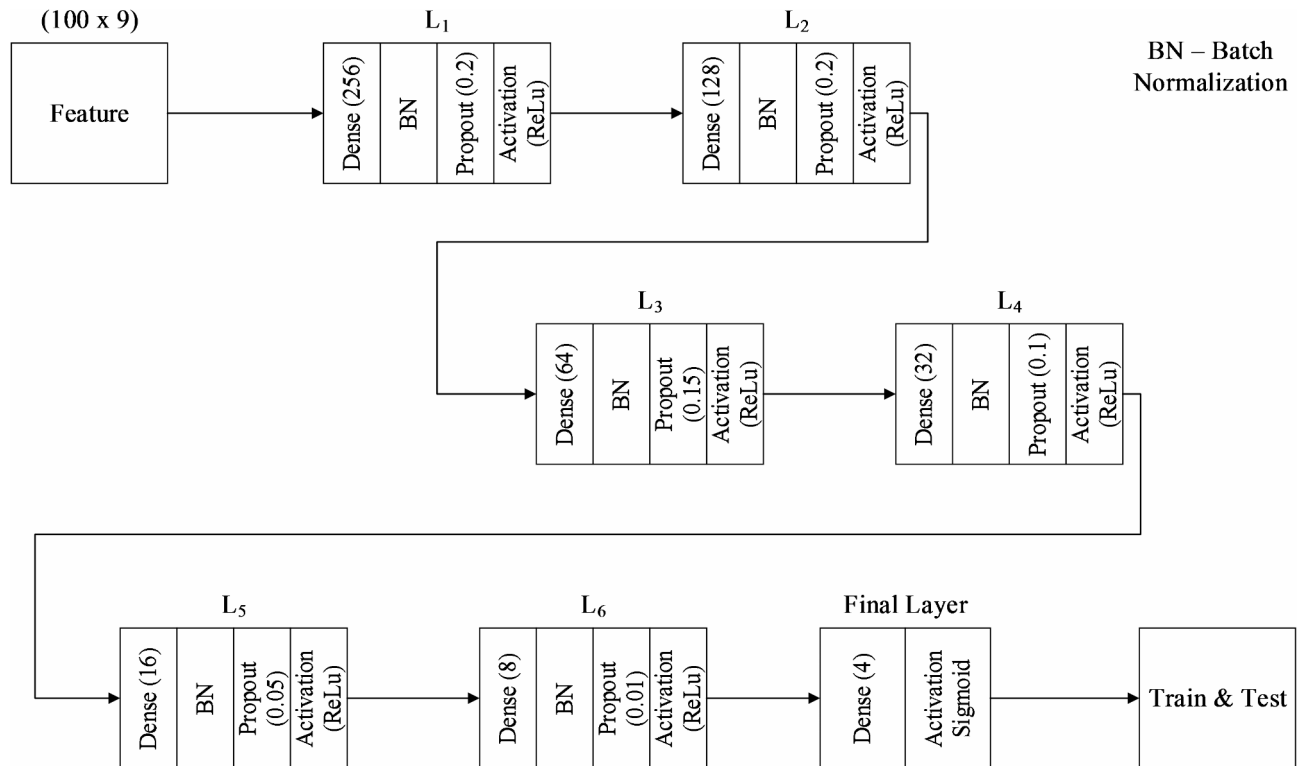 (100 x 9)
Feature
L₁
Dense (256)
BN
Propout (0.2)
Activation
(ReLu)
L₂
Dense (128)
BN
Propout (0.2)
Activation
(ReLu)
BN – Batch
Normalization
L₃
Dense (64)
BN
Propout
(0.15)
Activation
(ReLu)
L₄
Dense (32)
BN
Propout (0.1)
Activation
(ReLu)
L₅
Dense (16)
BN
Propout
(0.05)
Activation
(ReLu)
L₆
Dense (8)
BN
Propout
(0.01)
Activation
(ReLu)
Final Layer
Dense (4)
Activation
Sigmoid
Train & Test